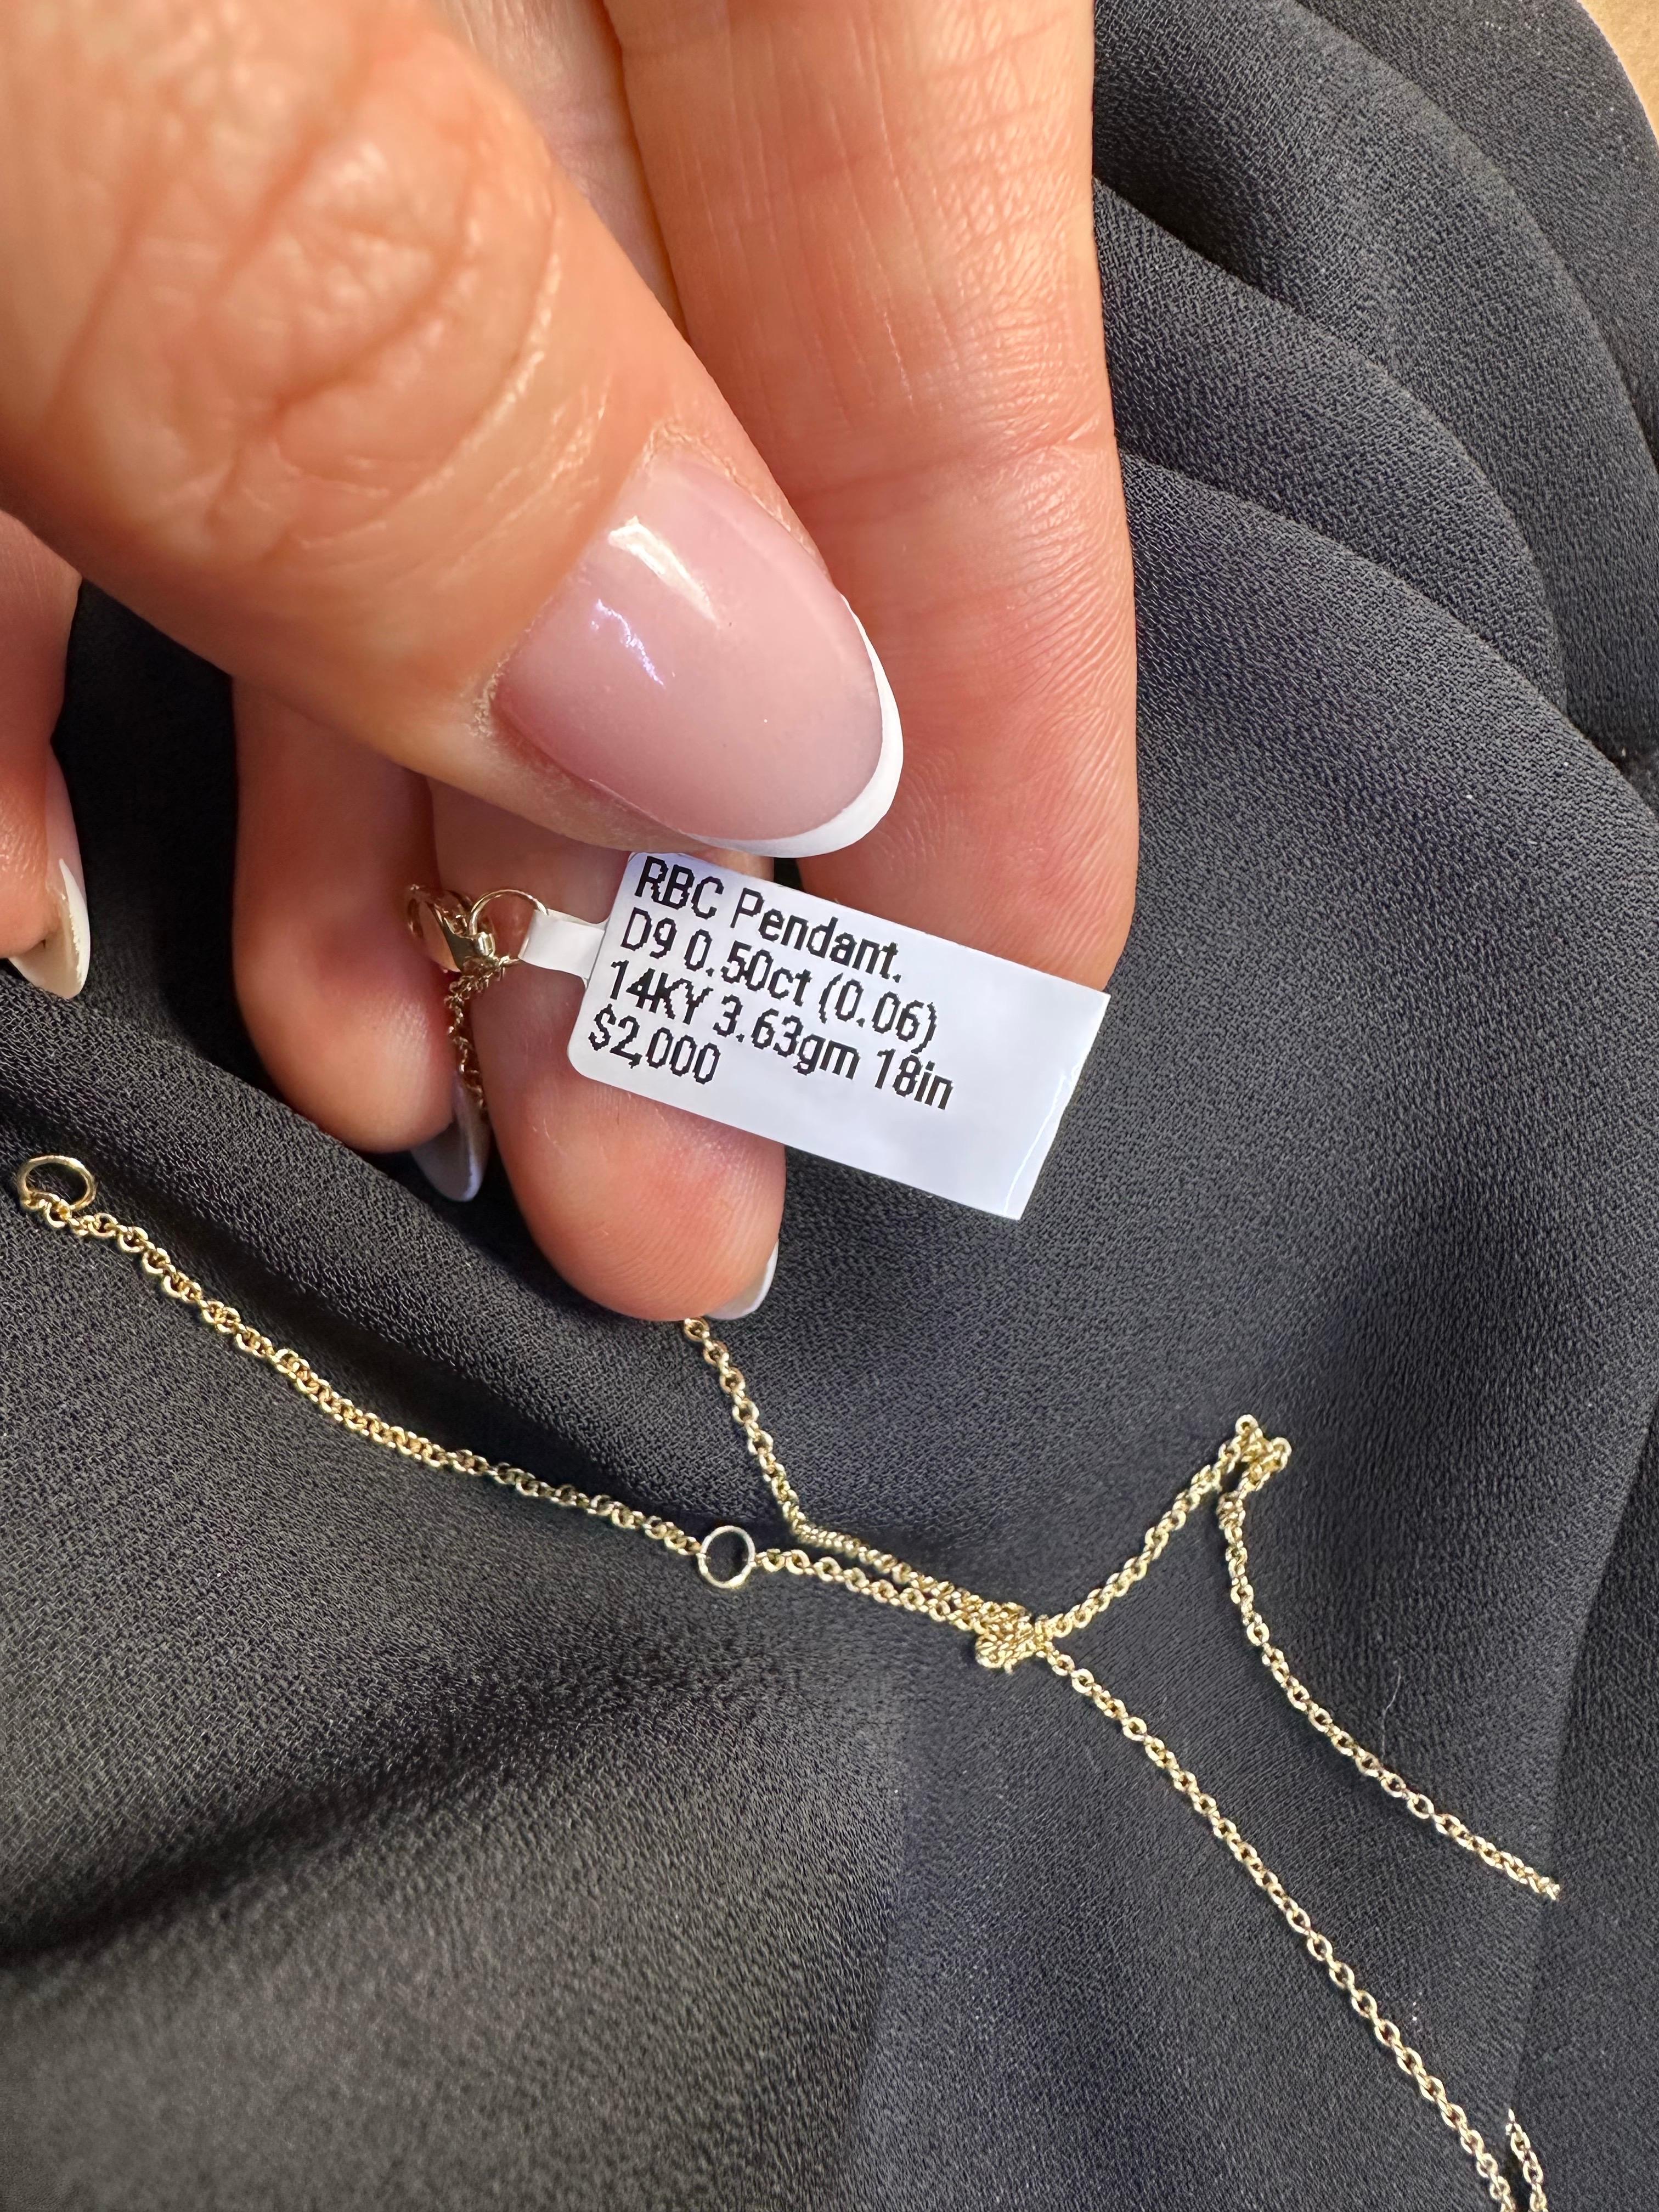 RBC Pendant.
D9 0.50ct (0.06)
14KY 3.63gm 18in
$2,000